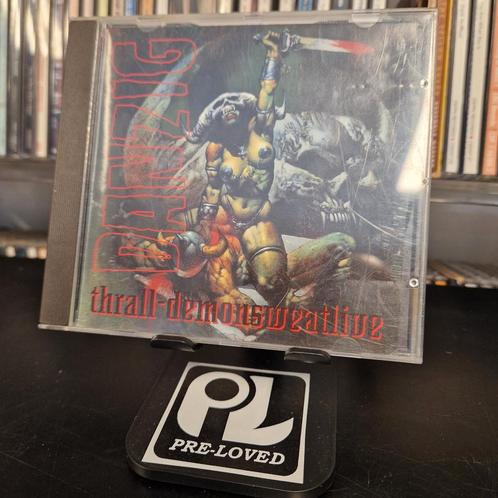 DANZIG
thrall-demonsweatlive
PL
PRE-LOVED